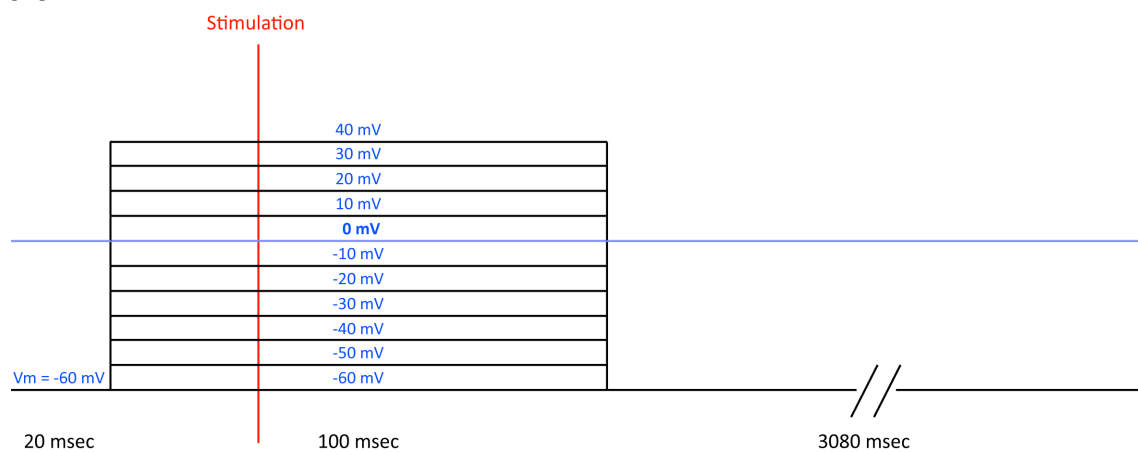 Stimulation
40 mV
30 mV
20 mV
10 mV
0 mV
-10 mV
-20 mV
-30 mV
-40 mV
-50 mV
Vm = -60 mV
-60 mV
20 msec
100 msec
3080 msec